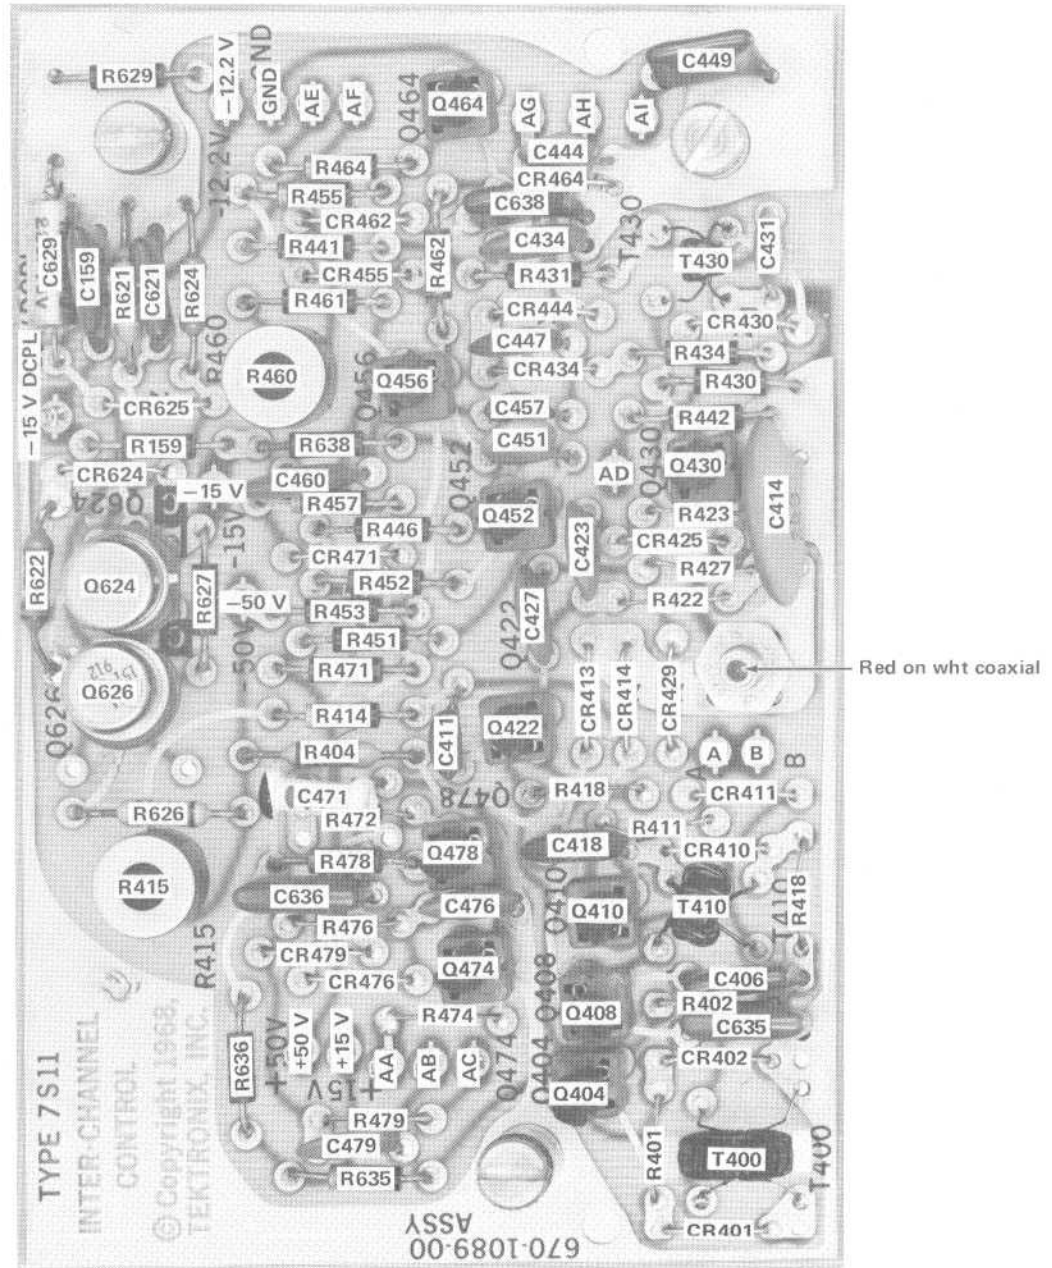 R629
−12.2 V
GND
GND
AE
AF
Q464
Q464
AG
AH
AI
C449
-12.2V
R464
C444
CR464
R455
C638
CR462
C434
T430
T430
C431
R441
R462
CR455
R431
C629
C159
R621
C621
R624
R461
CR444
CR430
R460
R460
Q456
Q456
C447
R434
CR434
R430
−15 V DCPL
CR625
C457
R442
R159
R638
C451
Q452
AD
Q430
Q430
CR624
−15 V
C460
Q624
R457
Q452
R423
C414
R446
-15V
C423
CR425
CR471
R622
Q624
R627
R452
R427
−50 V
R453
C427
R422
R451
Q422
-50V
R471
Red on wht coaxial
Q626
Q626
CR413
CR414
CR429
R414
C411
Q422
R404
A
B
A
B
C471
Q478
R418
CR411
R626
R472
R411
Q478
C418
CR410
R478
R415
C636
C476
Q410
Q410
T410
T410
R418
R476
R415
CR479
Q474
CR476
C406
Q408
Q408
R402
R474
C635
+50V
+50 V
+15 V
+15V
AA
AB
AC
Q474
Q404
Q404
CR402
R636
R479
C479
R401
T400
T400
R635
CR401
TYPE 7S11
INTER-CHANNEL
CONTROL
© Copyright 1968,
TEKTRONIX, INC.
ASSY
670-1089-00